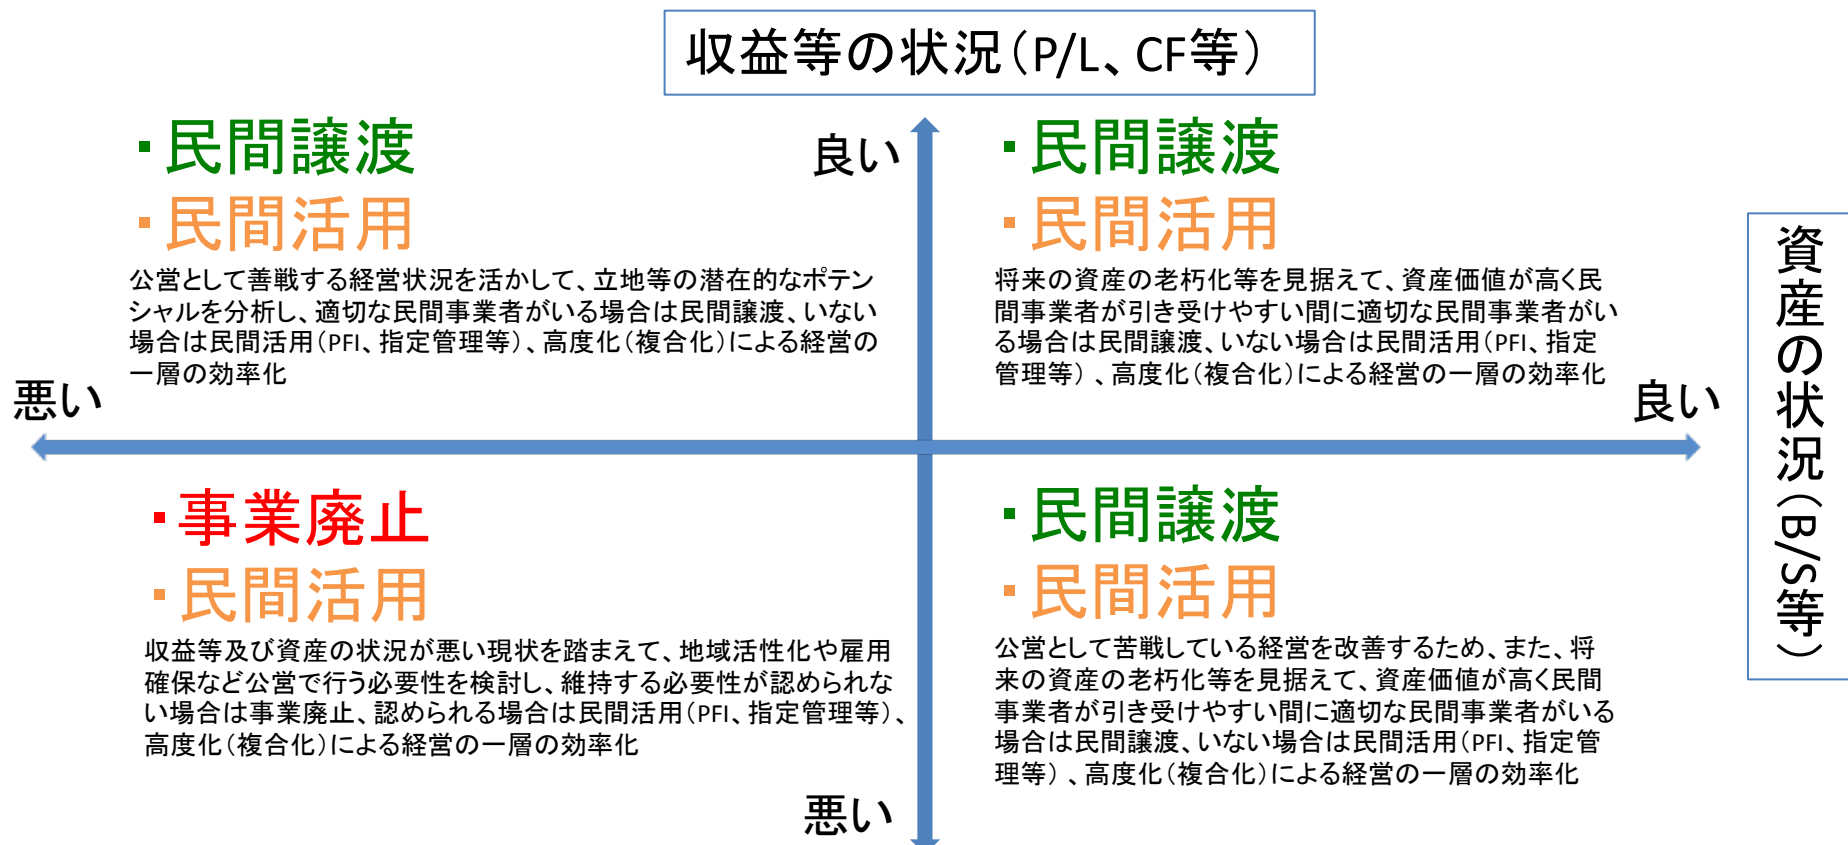 収益等の状況（P/L、CF等）
良い
・民間譲渡
・民間活用
公営として善戦する経営状況を活かして、立地等の潜在的なポテン
シャルを分析し、適切な民間事業者がいる場合は民間譲渡、いない
場合は民間活用（PFI、指定管理等）、高度化（複合化）による経営の
一層の効率化
・民間譲渡
・民間活用
将来の資産の老朽化等を見据えて、資産価値が高く民
間事業者が引き受けやすい間に適切な民間事業者がい
る場合は民間譲渡、いない場合は民間活用（PFI、指定
管理等）、高度化（複合化）による経営の一層の効率化
悪い
良い
資産の状況（B/S等）
・事業廃止
・民間活用
収益等及び資産の状況が悪い現状を踏まえて、地域活性化や雇用
確保など公営で行う必要性を検討し、維持する必要性が認められな
い場合は事業廃止、認められる場合は民間活用（PFI、指定管理等）、
高度化（複合化）による経営の一層の効率化
・民間譲渡
・民間活用
公営として苦戦している経営を改善するため、また、将
来の資産の老朽化等を見据えて、資産価値が高く民間
事業者が引き受けやすい間に適切な民間事業者がいる
場合は民間譲渡、いない場合は民間活用（PFI、指定管
理等）、高度化（複合化）による経営の一層の効率化
悪い